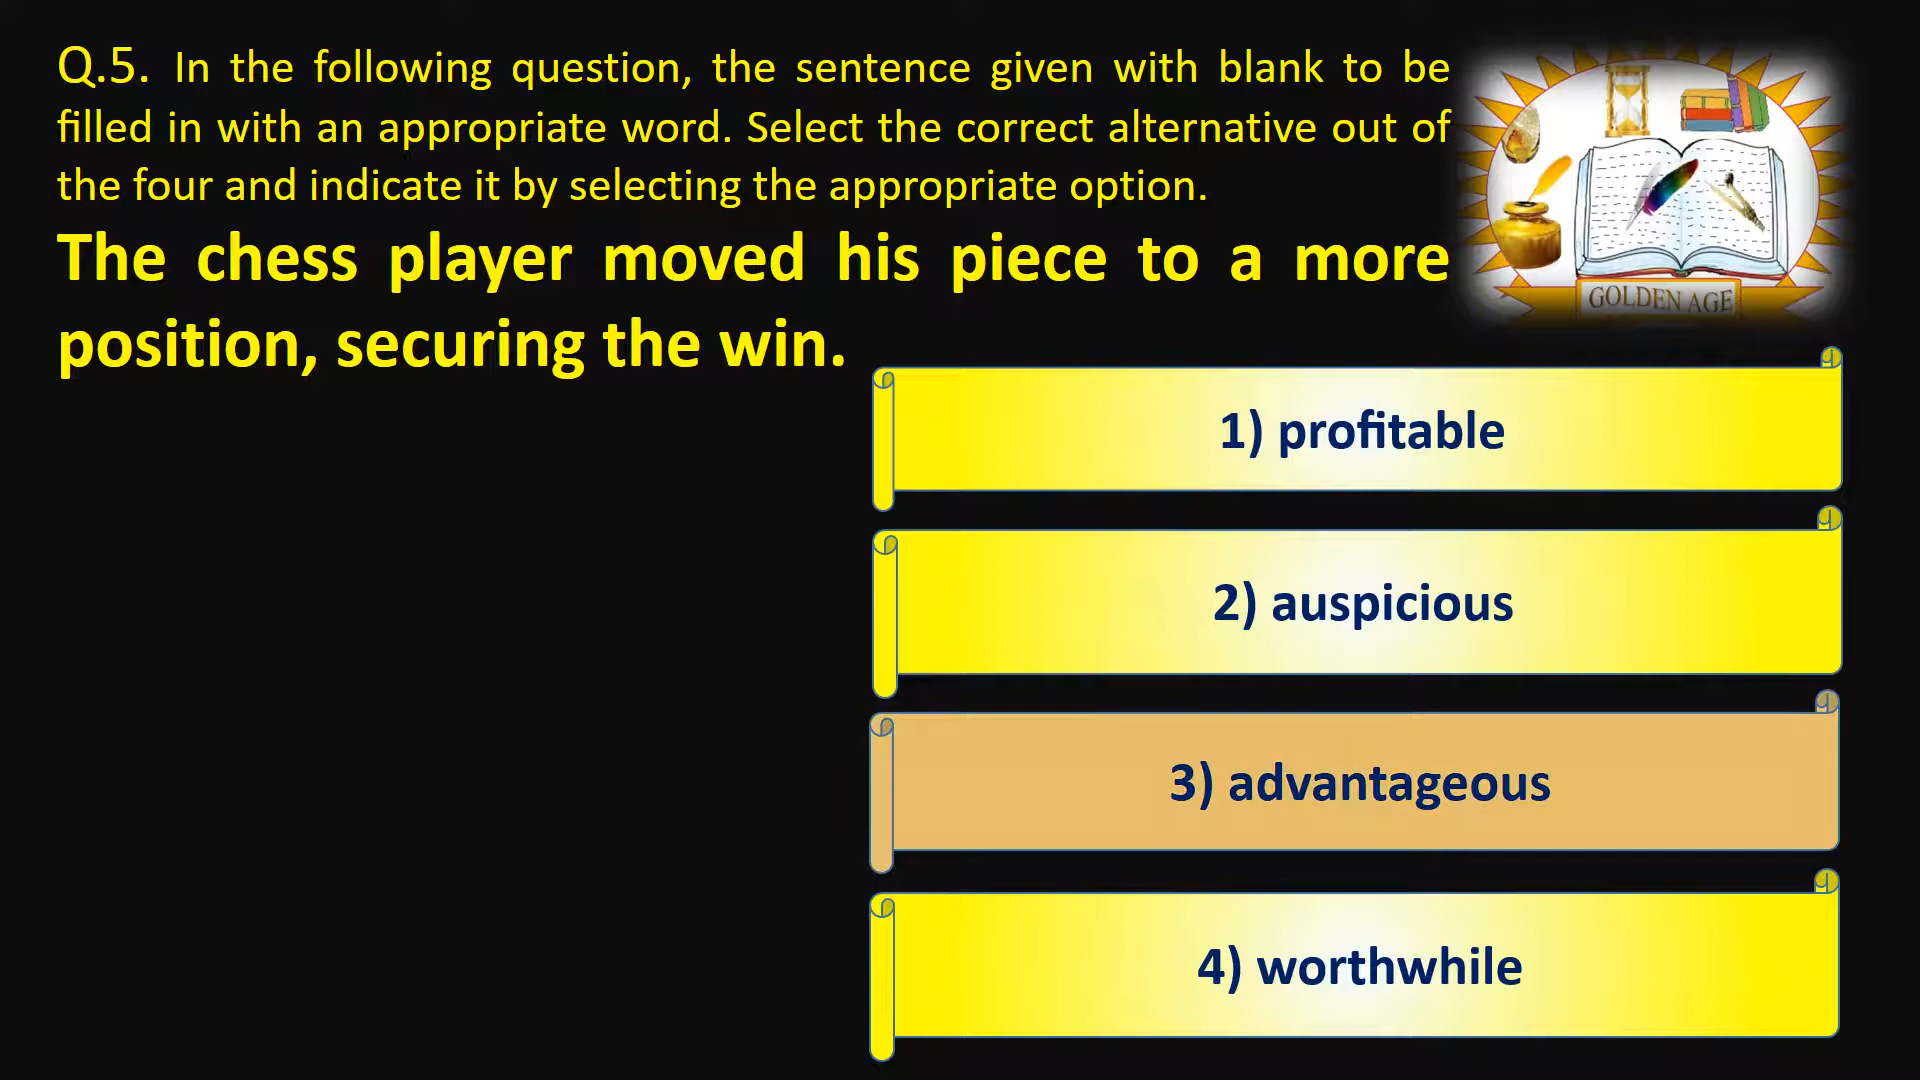 Q.5. In the following question, the sentence given with blank to be
filled in with an appropriate word. Select the correct alternative out of
the four and indicate it by selecting the appropriate option.
The chess player moved his piece to a more
position, securing the win.
GOLDEN AGE
1) profitable
2) auspicious
3) advantageous
4) worthwhile